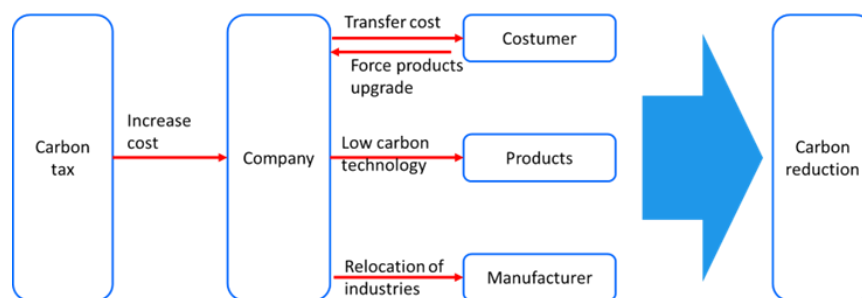 Carbon
tax
Increase
cost
Company
Transfer cost
Force products
upgrade
Costumer
Low carbon
technology
Products
Relocation of
industries
Manufacturer
Carbon
reduction